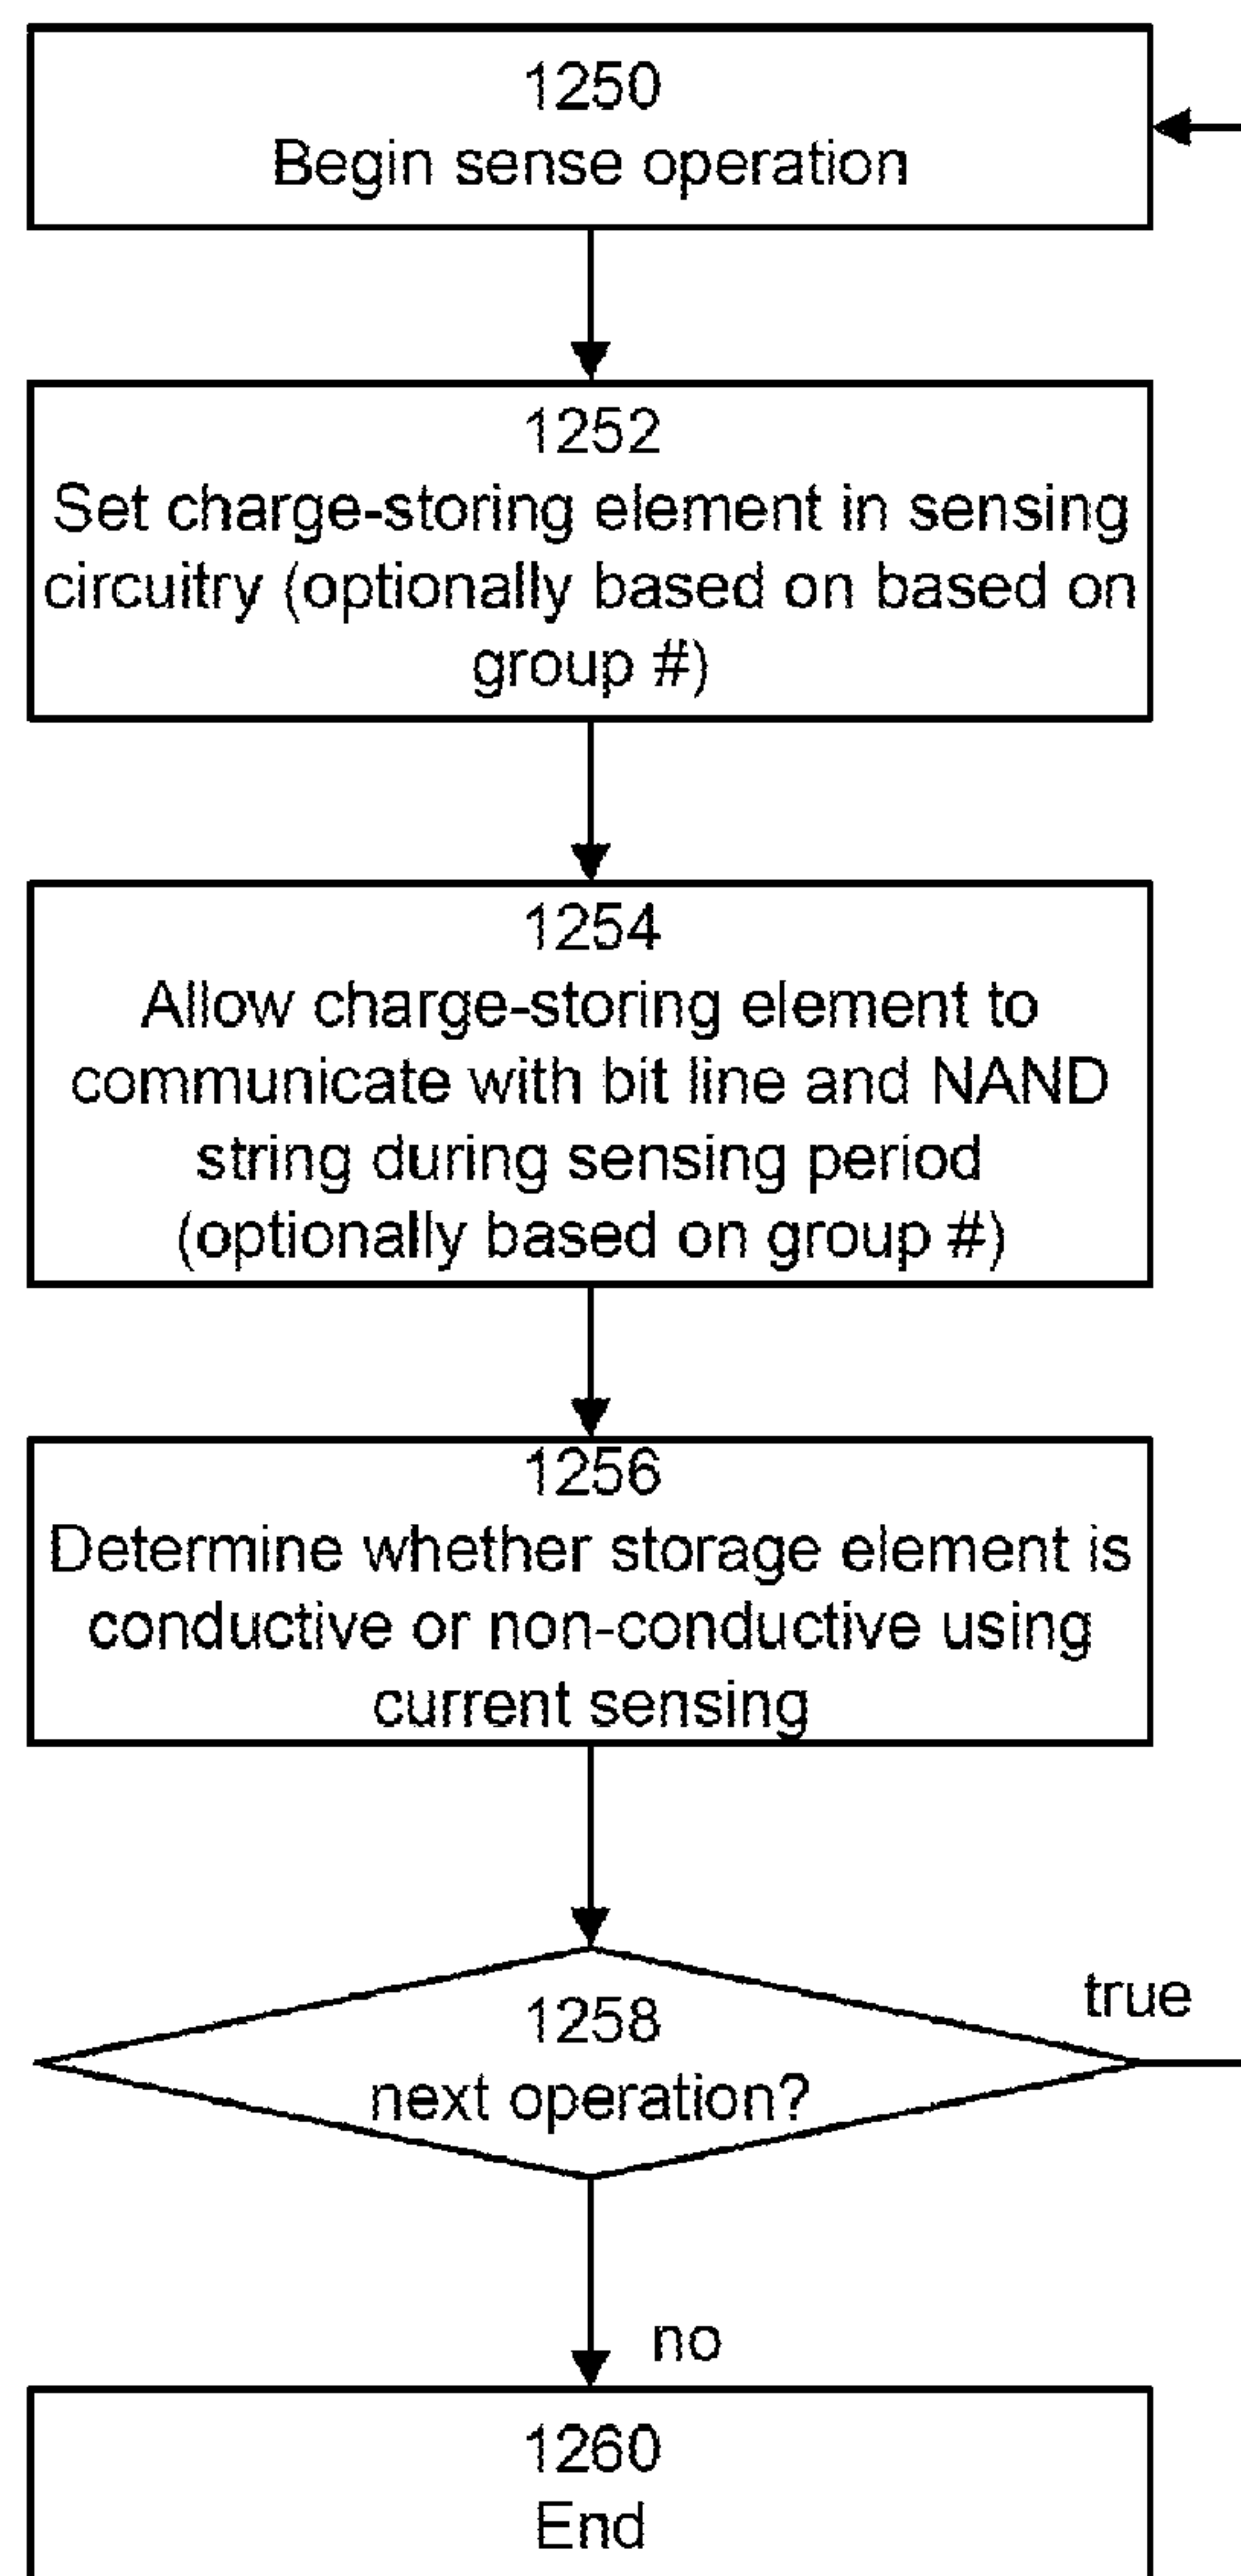 1250
Begin sense operation
1252
Set charge-storing element in sensing
circuitry (optionally based on based on
group #)
1254
Allow charge-storing element to
communicate with bit line and NAND
string during sensing period
(optionally based on group #)
1256
Determine whether storage element is
conductive or non-conductive using
current sensing
true
1258
next operation?
no
1260
End